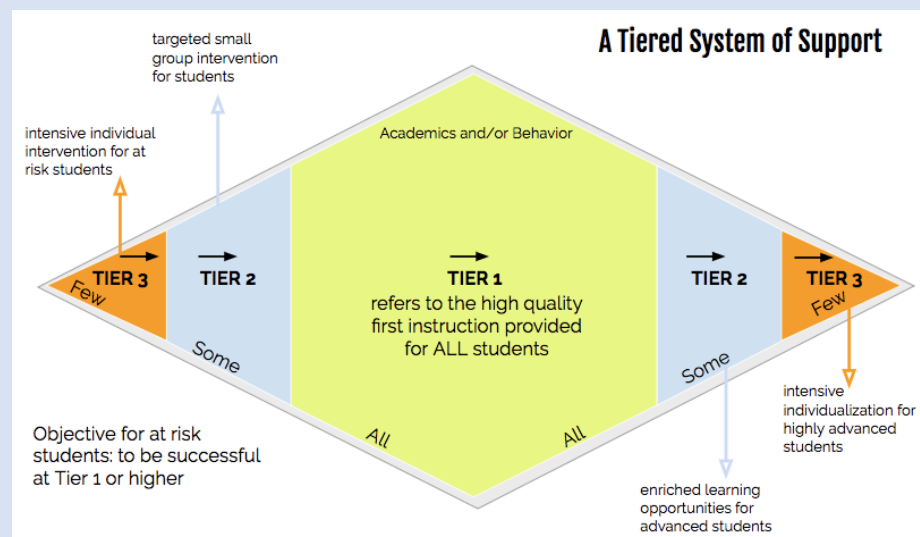 A Tiered System of Support
targeted small
group intervention
for students
intensive individual
intervention for at
risk students
Academics and/or Behavior
TIER 3
Few
TIER 2
Some
TIER 1
refers to the high quality
first instruction provided
for ALL students
All
All
TIER 2
Some
TIER 3
Few
Objective for at risk
students: to be successful
at Tier 1 or higher
intensive
individualization for
highly advanced
students
enriched learning
opportunities for
advanced students